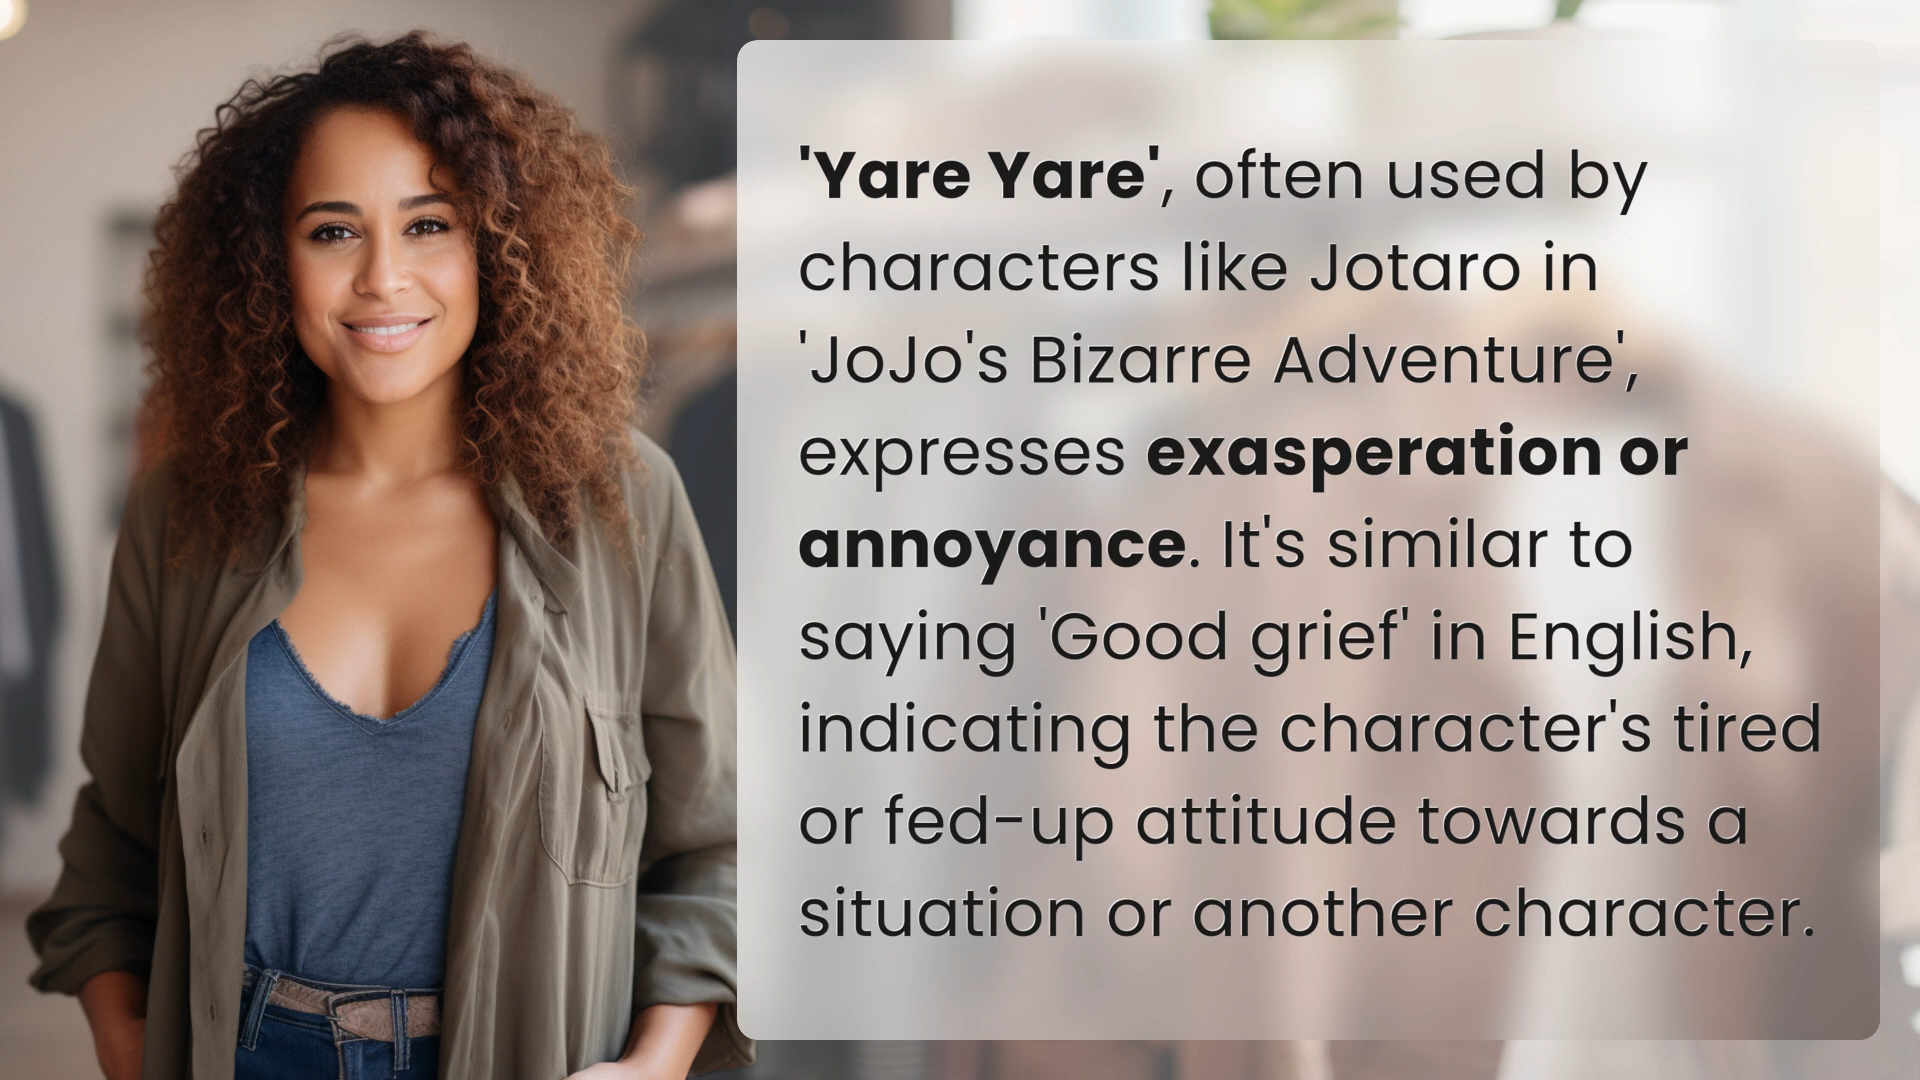 'Yare Yare', often used by
characters like Jotaro in
'JoJo's Bizarre Adventure',
expresses exasperation or
annoyance. It's similar to
saying 'Good grief' in English,
indicating the character's tired
or fed-up attitude towards a
situation or another character.